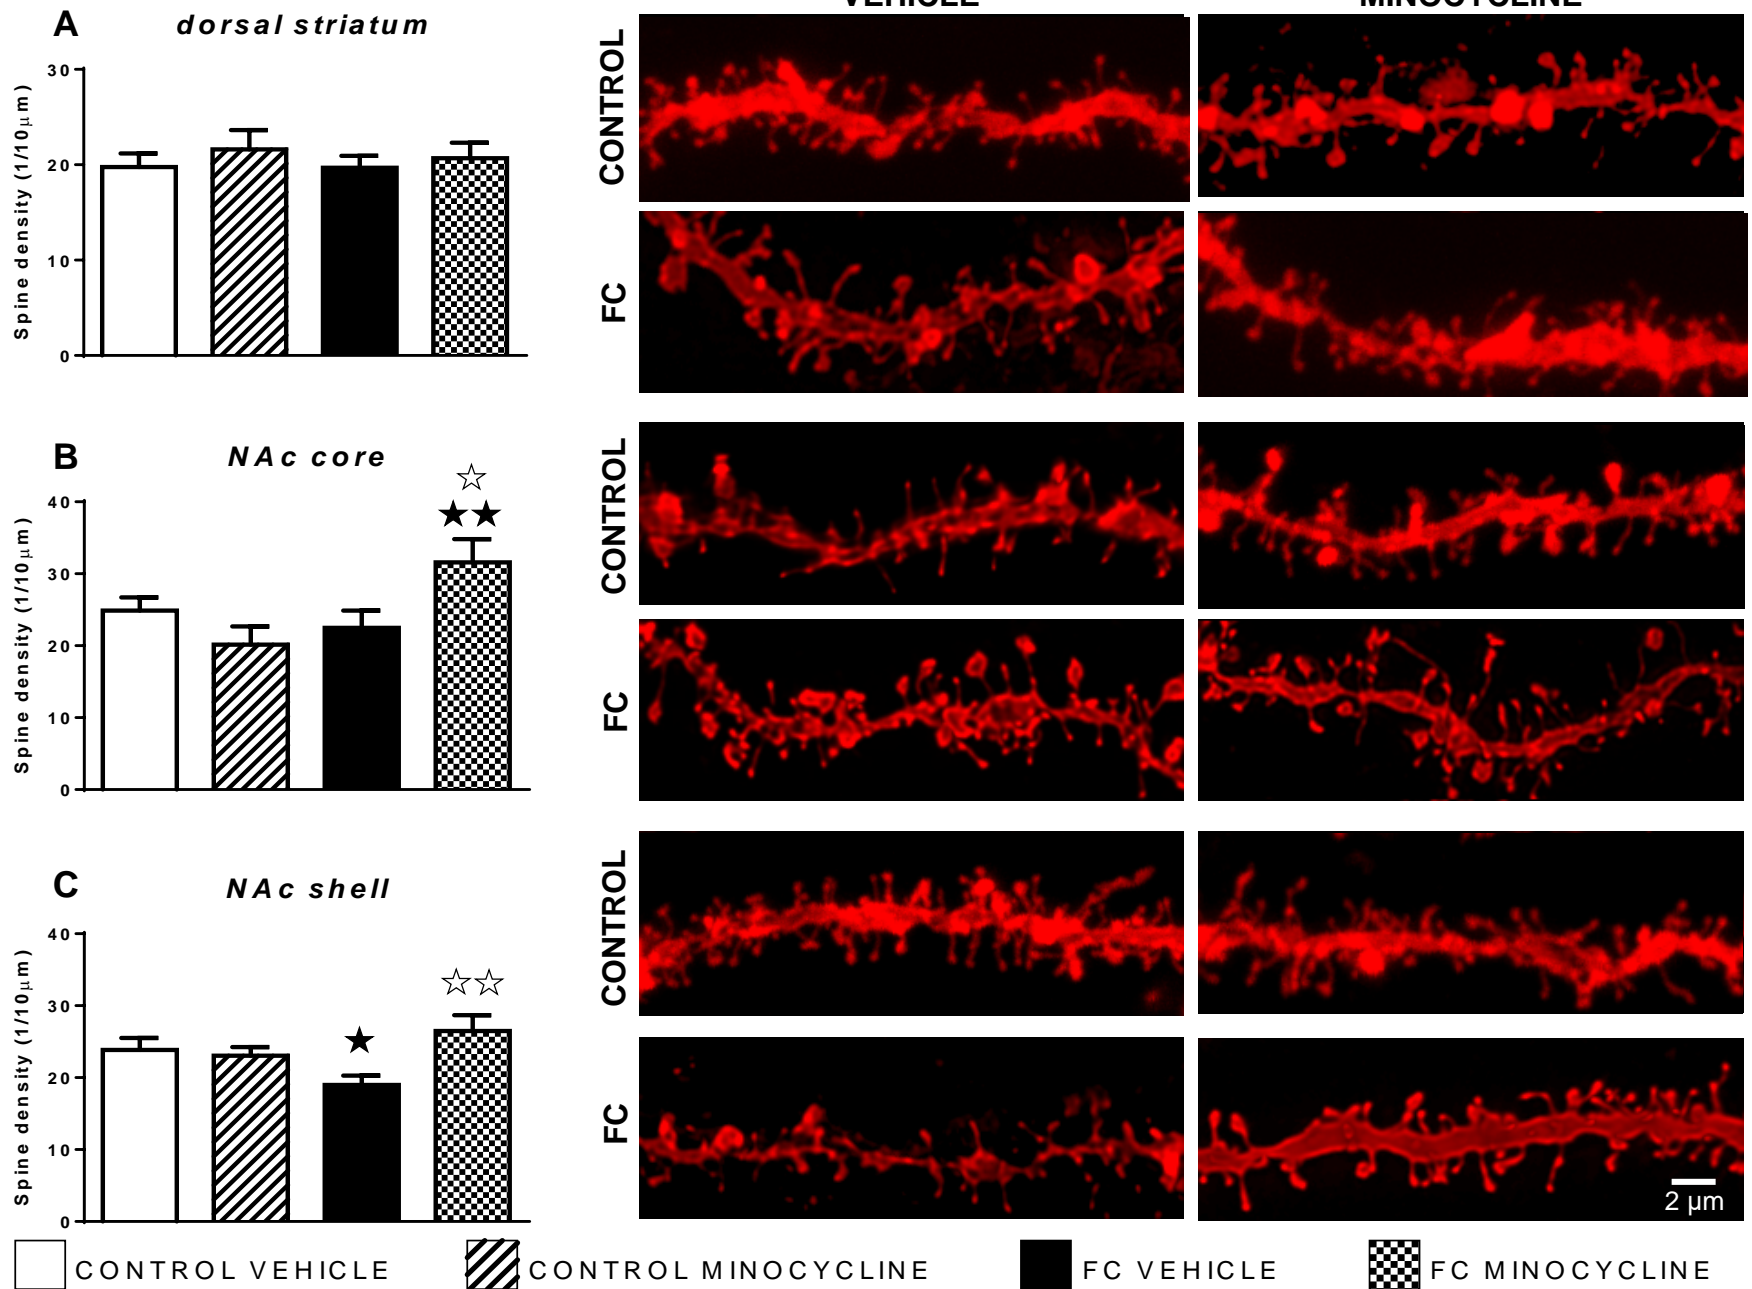 VEHICLE
MINOCYCLINE
A
dorsal striatum
Spine density (1/10µm)
30
20
10
0
CONTROL
FC
B
NAc core
☆
★★
Spine density (1/10µm)
40
30
20
10
0
CONTROL
FC
C
NAc shell
☆☆
★
Spine density (1/10µm)
40
30
20
10
0
CONTROL
FC
2 µm
CONTROL VEHICLE
CONTROL MINOCYCLINE
FC VEHICLE
FC MINOCYCLINE